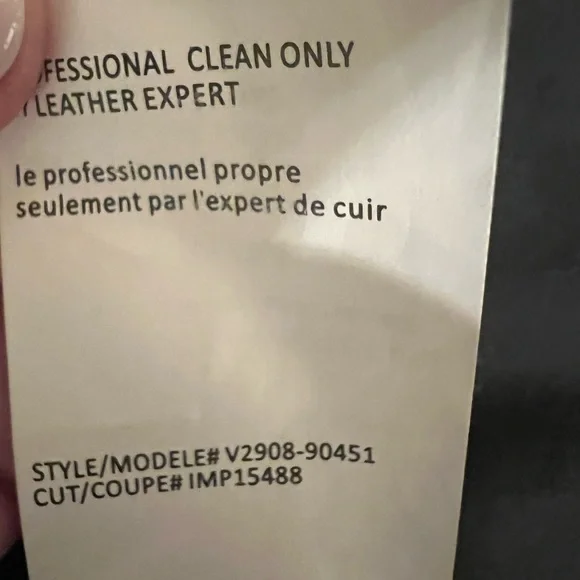 FESSIONAL CLEAN ONLY
LEATHER EXPERT
le professionnel propre
seulement par l'expert de cuir
STYLE/MODELE# V2908-90451
CUT/COUPE# IMP15488